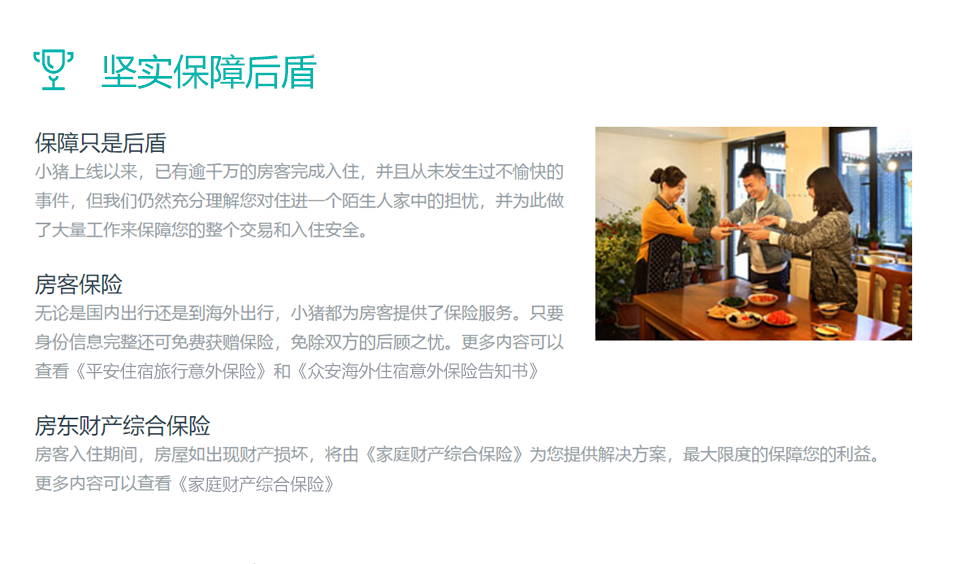 坚实保障后盾
保障只是后盾
小猪上线以来，已有逾千万的房客完成入住，并且从未发生过不愉快的
事件，但我们仍然充分理解您对住进一个陌生人家中的担忧，并为此做
了大量工作来保障您的整个交易和入住安全。
房客保险
无论是国内出行还是到海外出行，小猪都为房客提供了保险服务。只要
身份信息完整还可免费获赠保险，免除双方的后顾之忧。更多内容可以
查看《平安住宿旅行意外保险》和《众安海外住宿意外保险告知书》
房东财产综合保险
房客入住期间，房屋如出现财产损坏，将由《家庭财产综合保险》为您提供解决方案，最大限度的保障您的利益。
更多内容可以查看《家庭财产综合保险》